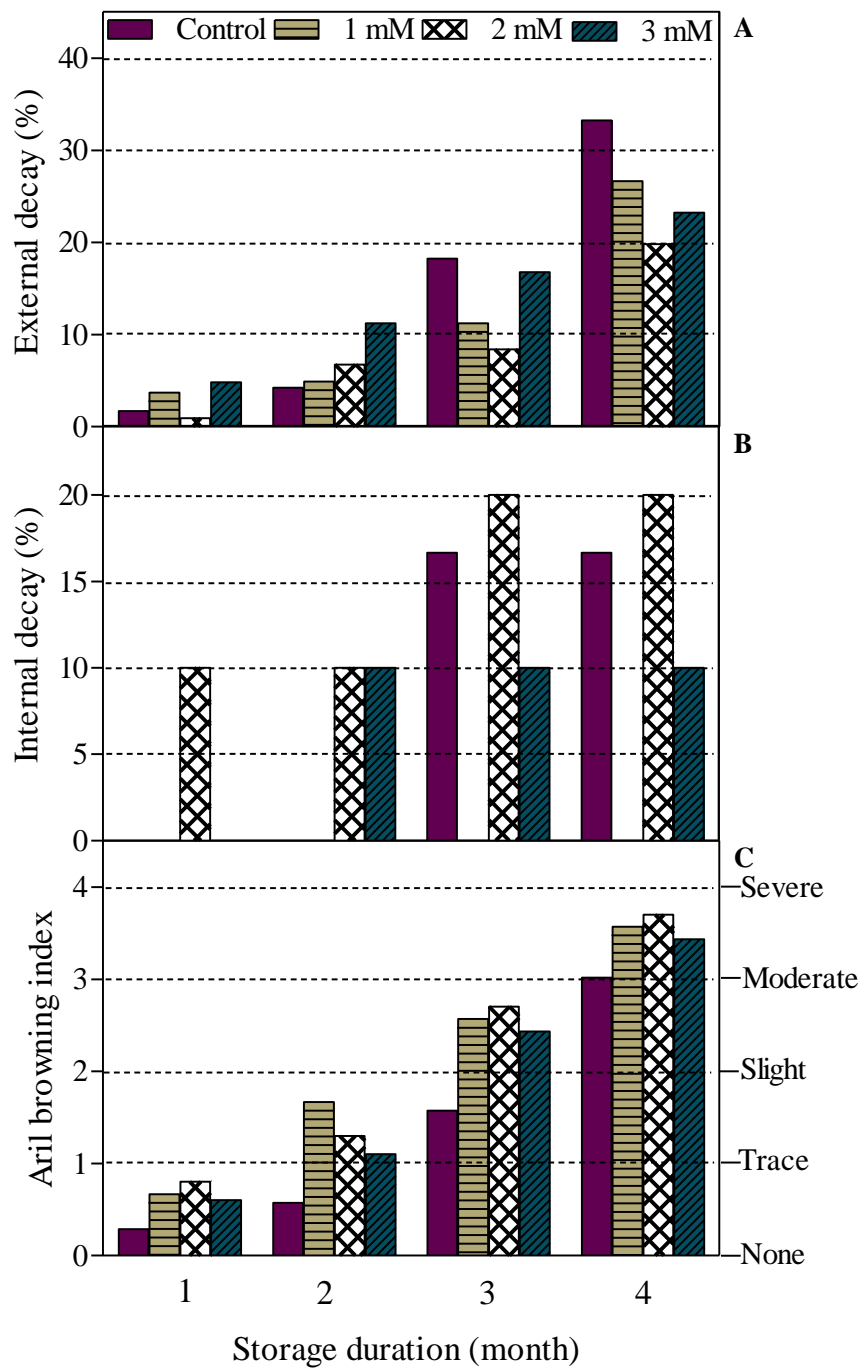 Control 1 mM 2 mM 3 mM A
40
30
20
10
0
External decay (%)
B
20
15
10
5
0
Internal decay (%)
C
4 Severe
3 Moderate
2 Slight
1 Trace
0 None
Aril browning index
1 2 3 4
Storage duration (month)